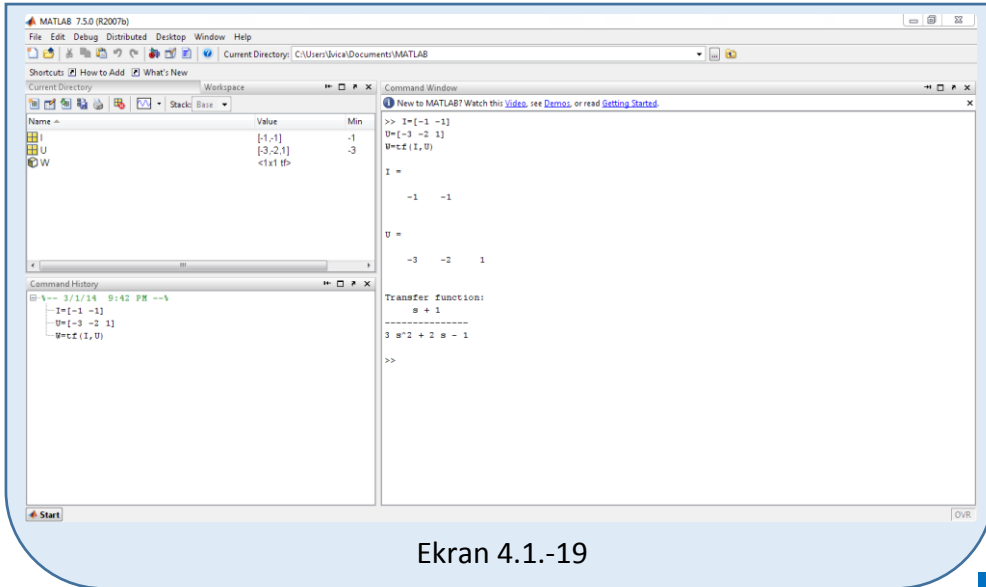 MATLAB 7.5.0 (R2007b)
File Edit Debug Distributed Desktop Window Help
Current Directory: C:\Users\Ivica\Documents\MATLAB
Shortcuts How to Add What's New
Current Directory Workspace
Stack: Base
Name Value Min
I [-1,-1] -1
U [-3,-2,1] -3
W <1x1 tf>
Command History
%-- 3/1/14 9:42 PM --%
I=[-1 -1]
U=[-3 -2 1]
W=tf(I,U)
Command Window
New to MATLAB? Watch this Video, see Demos, or read Getting Started.
>> I=[-1 -1]
U=[-3 -2 1]
W=tf(I,U)
I =
-1 -1
U =
-3 -2 1
Transfer function:
s + 1
---------------
3 s^2 + 2 s - 1
>>
Start
OVR
Ekran 4.1.-19